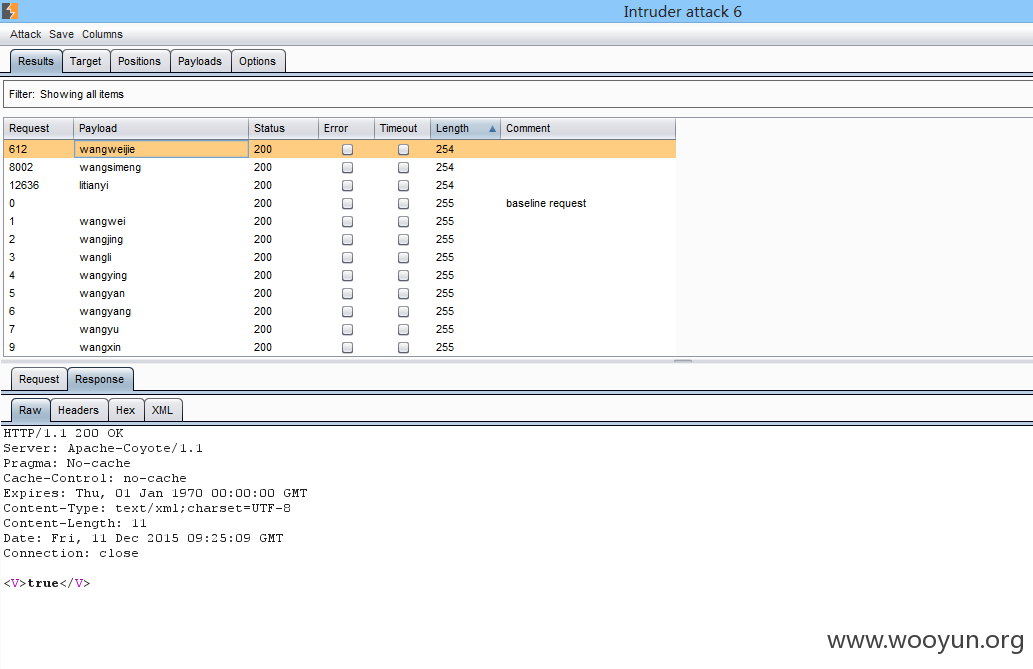 Intruder attack 6
Attack Save Columns
Results Target Positions Payloads Options
Filter: Showing all items
Request Payload Status Error Timeout Length Comment
612 wangweijie 200 254
8002 wangsimeng 200 254
12636 litianyi 200 254
0 200 255 baseline request
1 wangwei 200 255
2 wangjing 200 255
3 wangli 200 255
4 wangying 200 255
5 wangyan 200 255
6 wangyang 200 255
7 wangyu 200 255
9 wangxin 200 255
Request Response
Raw Headers Hex XML
HTTP/1.1 200 OK
Server: Apache-Coyote/1.1
Pragma: No-cache
Cache-Control: no-cache
Expires: Thu, 01 Jan 1970 00:00:00 GMT
Content-Type: text/xml;charset=UTF-8
Content-Length: 11
Date: Fri, 11 Dec 2015 09:25:09 GMT
Connection: close
<V>true</V>
www.wooyun.org